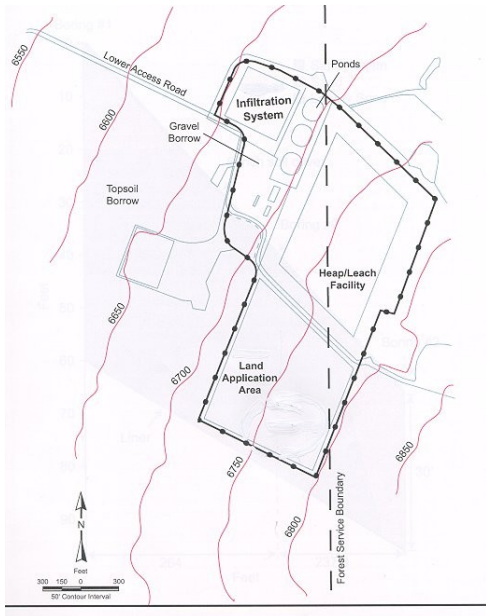 6550
Lower Access Road
Ponds
Infiltration
System
6600
Gravel
Borrow
Topsoil
Borrow
Heap/Leach
Facility
6650
Land
Application
Area
6700
6750
6800
6850
Forest Service Boundary
N
Feet
300 150 0 300
50' Contour Interval